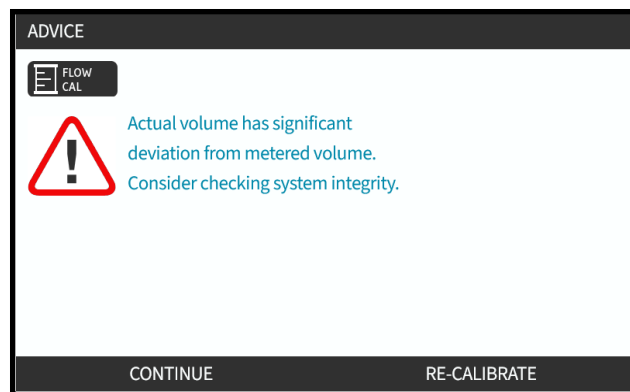 ADVICE
FLOW
CAL
Actual volume has significant
deviation from metered volume.
Consider checking system integrity.
CONTINUE RE-CALIBRATE